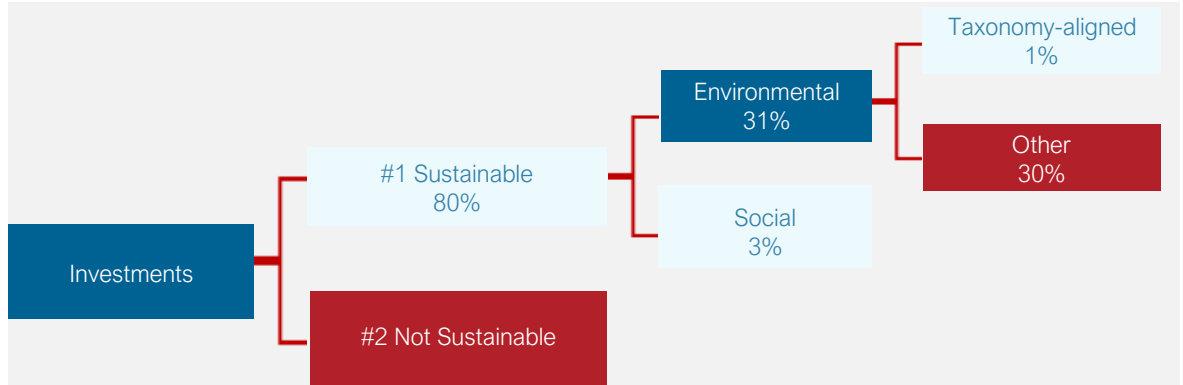 Investments
#1 Sustainable
80%
#2 Not Sustainable
Environmental
31%
Social
3%
Taxonomy-aligned
1%
Other
30%